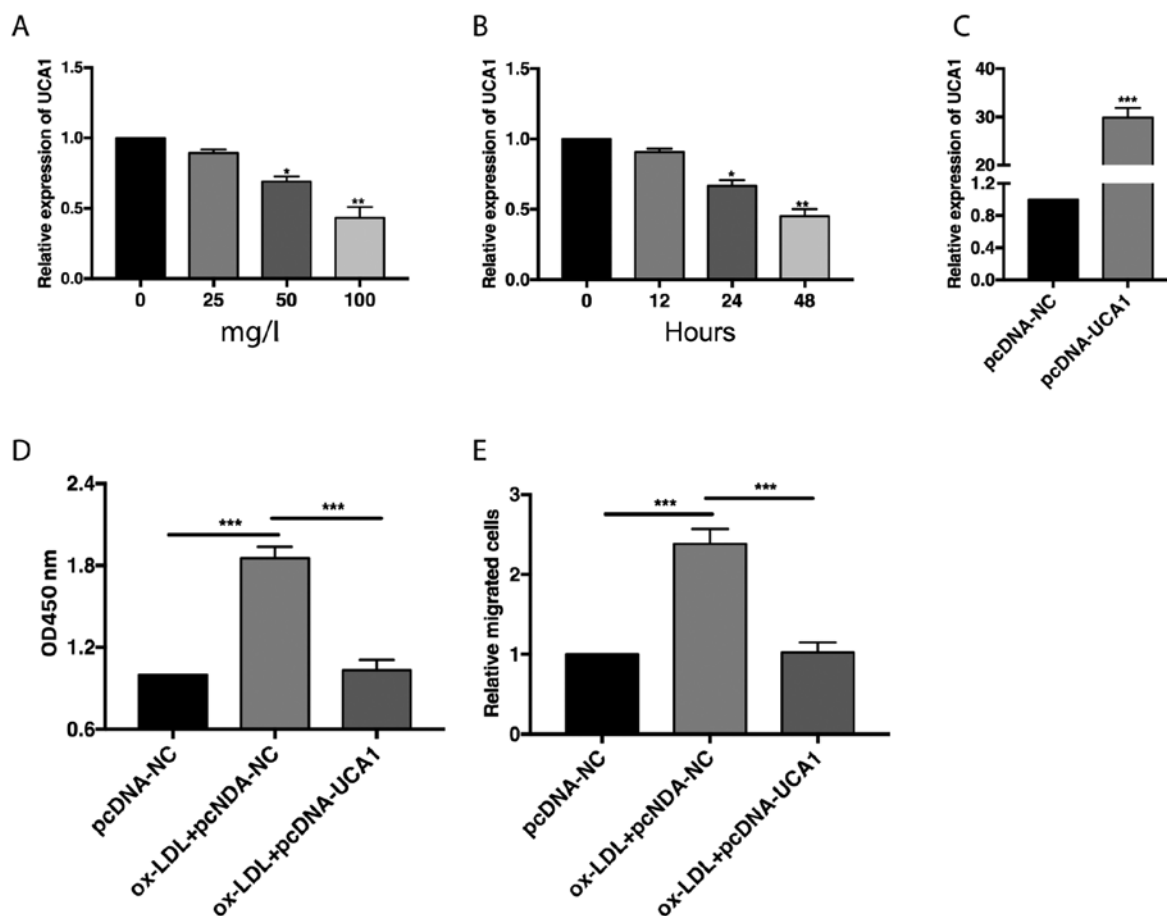 A
Relative expression of UCA1
1.5
1.0
0.5
0.0
*
**
0 25 50 100
mg/l
B
Relative expression of UCA1
1.5
1.0
0.5
0.0
*
**
0 12 24 48
Hours
C
Relative expression of UCA1
40
30
20
1.2
0.8
0.4
0.0
***
pcDNA-NC
pcDNA-UCA1
D
OD450 nm
2.4
1.8
1.2
0.6
***
***
pcDNA-NC
ox-LDL+pcNDA-NC
ox-LDL+pcDNA-UCA1
E
Relative migrated cells
3
2
1
0
***
***
pcDNA-NC
ox-LDL+pcNDA-NC
ox-LDL+pcDNA-UCA1